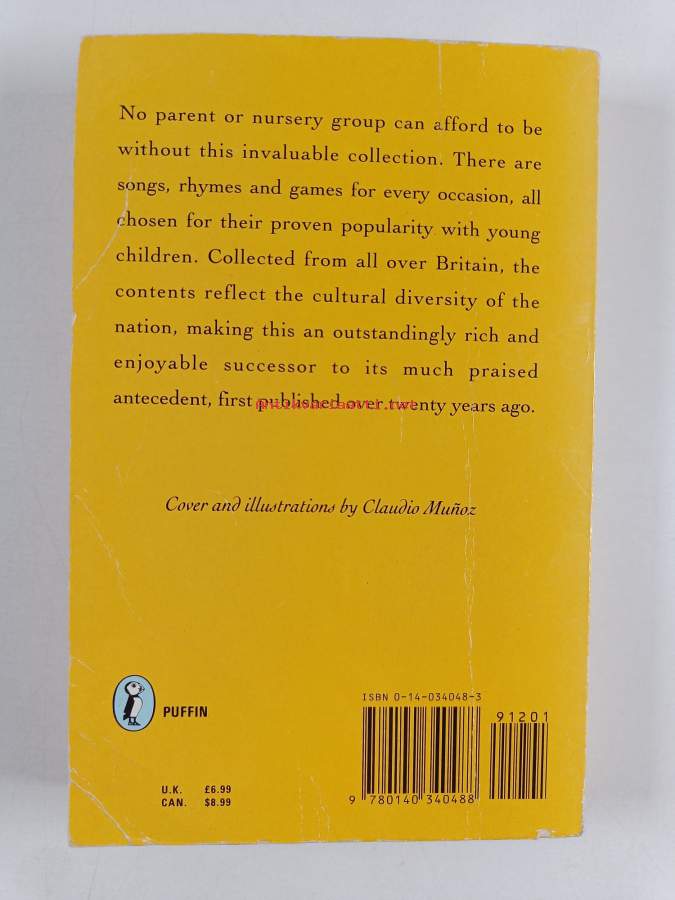 No parent or nursery group can afford to be
without this invaluable collection. There are
songs, rhymes and games for every occasion, all
chosen for their proven popularity with young
children. Collected from all over Britain, the
contents reflect the cultural diversity of the
nation, making this an outstandingly rich and
enjoyable successor to its much praised
antecedent, first published over twenty years ago.
antikvariaatti.net
Cover and illustrations by Claudio Muñoz
PUFFIN
U.K. £6.99
CAN. $8.99
ISBN 0-14-034048-3
91201
9 780140 340488